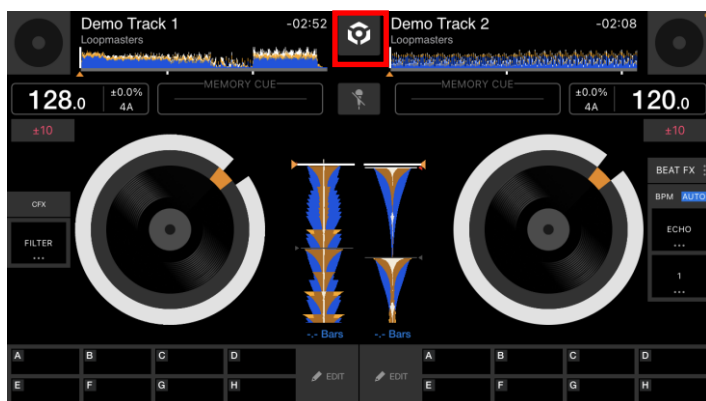 Demo Track 1
-02:52
Loopmasters
Demo Track 2
-02:08
Loopmasters
128.0
±0.0%
4A
MEMORY CUE
MEMORY CUE
±0.0%
4A
120.0
±10
±10
CFX
FILTER
...
BEAT FX
BPM AUTO
ECHO
...
1
...
-.- Bars
-.- Bars
A B C D
EDIT
EDIT
A B C D
E F G H
E F G H